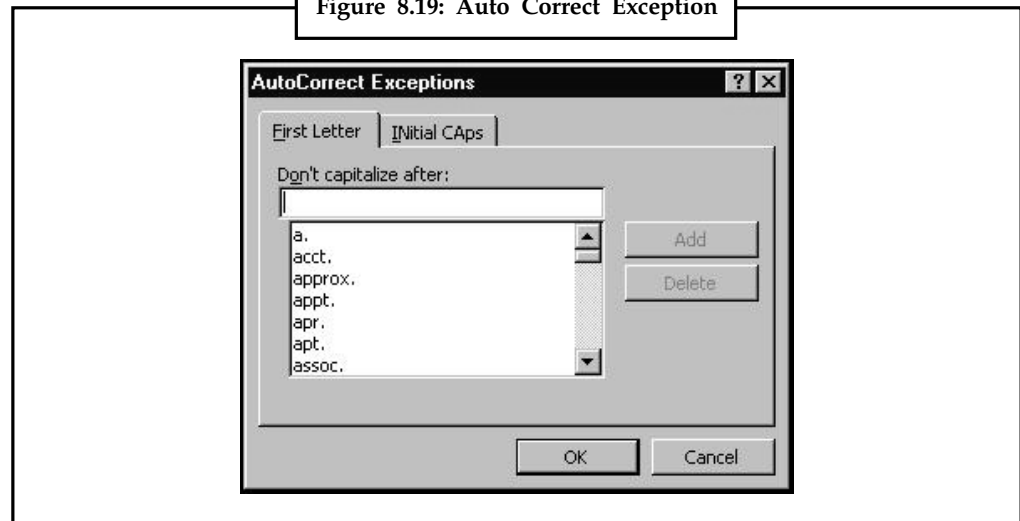 Figure 8.19: Auto Correct Exception
AutoCorrect Exceptions
First Letter
INitial CAps
Don't capitalize after:
a.
acct.
approx.
appt.
apr.
apt.
assoc.
Add
Delete
OK
Cancel